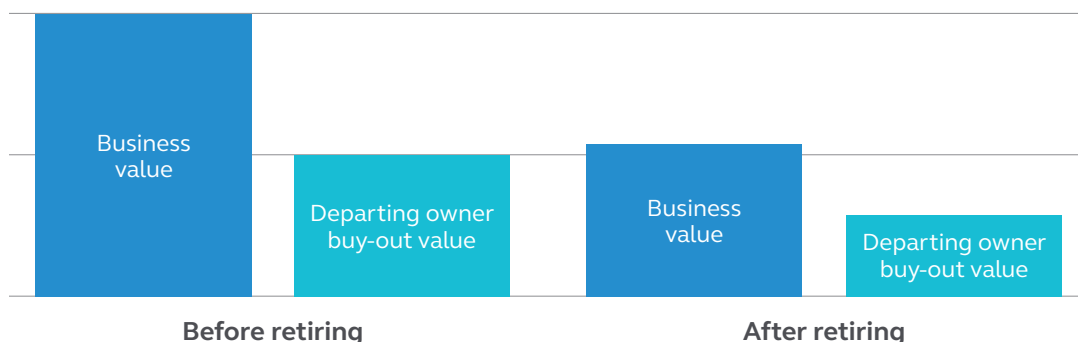 Business
value
Departing owner
buy-out value
Business
value
Departing owner
buy-out value
Before retiring
After retiring